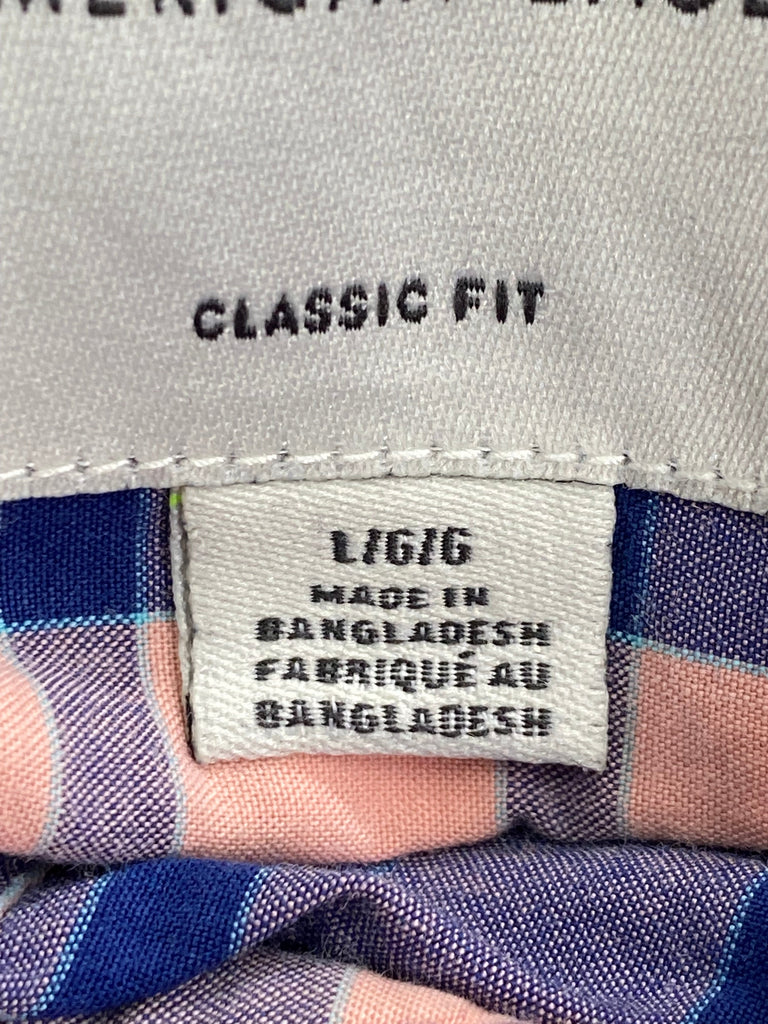 CLASSIC FIT
L/G/G
MADE IN
BANGLADESH
FABRIQUÉ AU
BANGLADESH